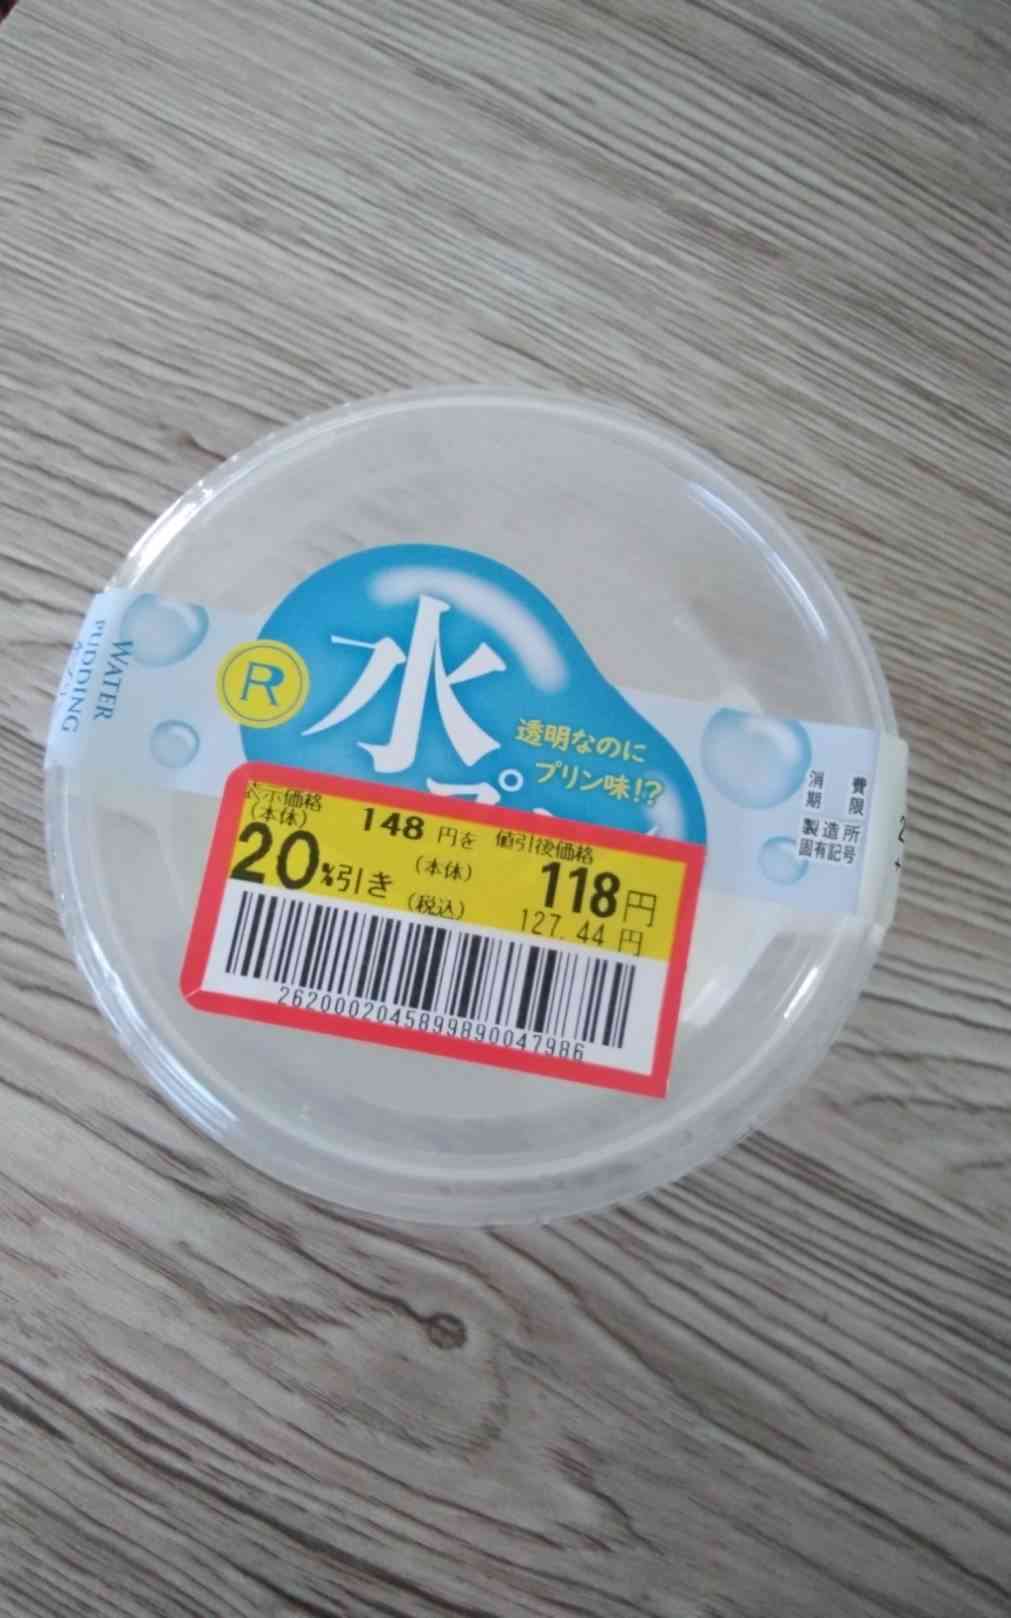 水
プ
R
透明なのに
プリン味!?
WATER
PUDDING
消費
期限
製造所
固有記号
表示価格
(本体)
148 円を
値引後価格
20%引き
(本体)
118円
(税込)
127.44 円
2620002045899890047986